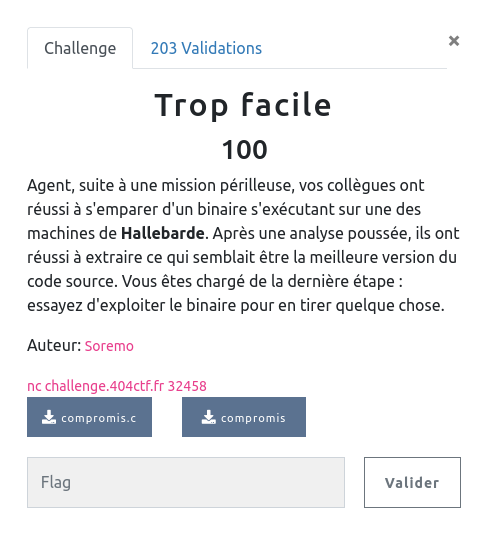 Challenge
203 Validations
×
Trop facile
100
Agent, suite à une mission périlleuse, vos collègues ont
réussi à s'emparer d'un binaire s'exécutant sur une des
machines de Hallebarde. Après une analyse poussée, ils ont
réussi à extraire ce qui semblait être la meilleure version du
code source. Vous êtes chargé de la dernière étape :
essayez d'exploiter le binaire pour en tirer quelque chose.
Auteur: Soremo
nc challenge.404ctf.fr 32458
compromis.c
compromis
Flag
Valider